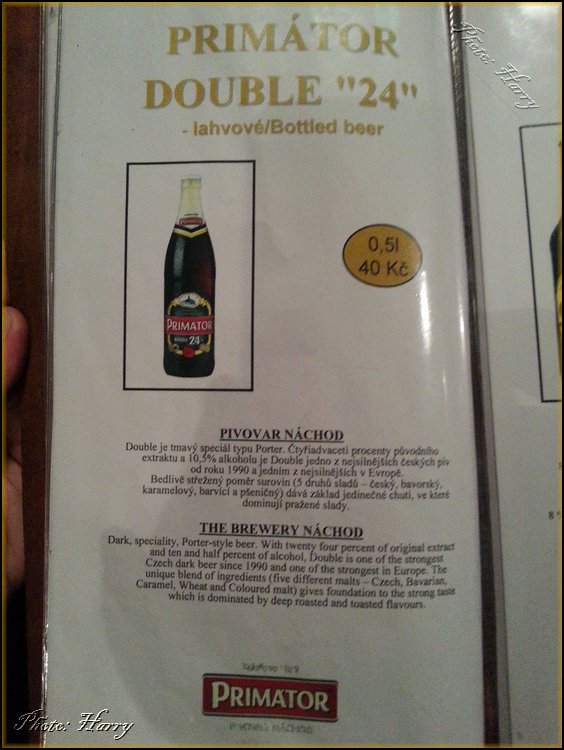 PRIMÁTOR
DOUBLE "24"
- lahvové/Bottled beer
Photo: Harry
0,5l
40 Kč
PRIMATOR
24
PIVOVAR NÁCHOD
Double je tmavý speciál typu Porter. Čtyřiadvaceti procenty původního
extraktu a 10,5% alkoholu je Double jedno z nejsilnějších českých piv
od roku 1990 a jedním z nejsilnějších v Evropě.
Bedlivě střežený poměr surovin (5 druhů sladů – český, bavorský,
karamelový, barvicí a pšeničný) dává základ jedinečné chuti, ve které
dominují pražené slady.
THE BREWERY NÁCHOD
Dark, speciality, Porter-style beer. With twenty four percent of original extract
and ten and half percent of alcohol, Double is one of the strongest
Czech dark beer since 1990 and one of the strongest in Europe. The
unique blend of ingredients (five different malts – Czech, Bavarian,
Caramel, Wheat and Coloured malt) gives foundation to the strong taste
which is dominated by deep roasted and toasted flavours.
PRIMATOR
PIVOVAR NÁCHOD
Photo: Harry